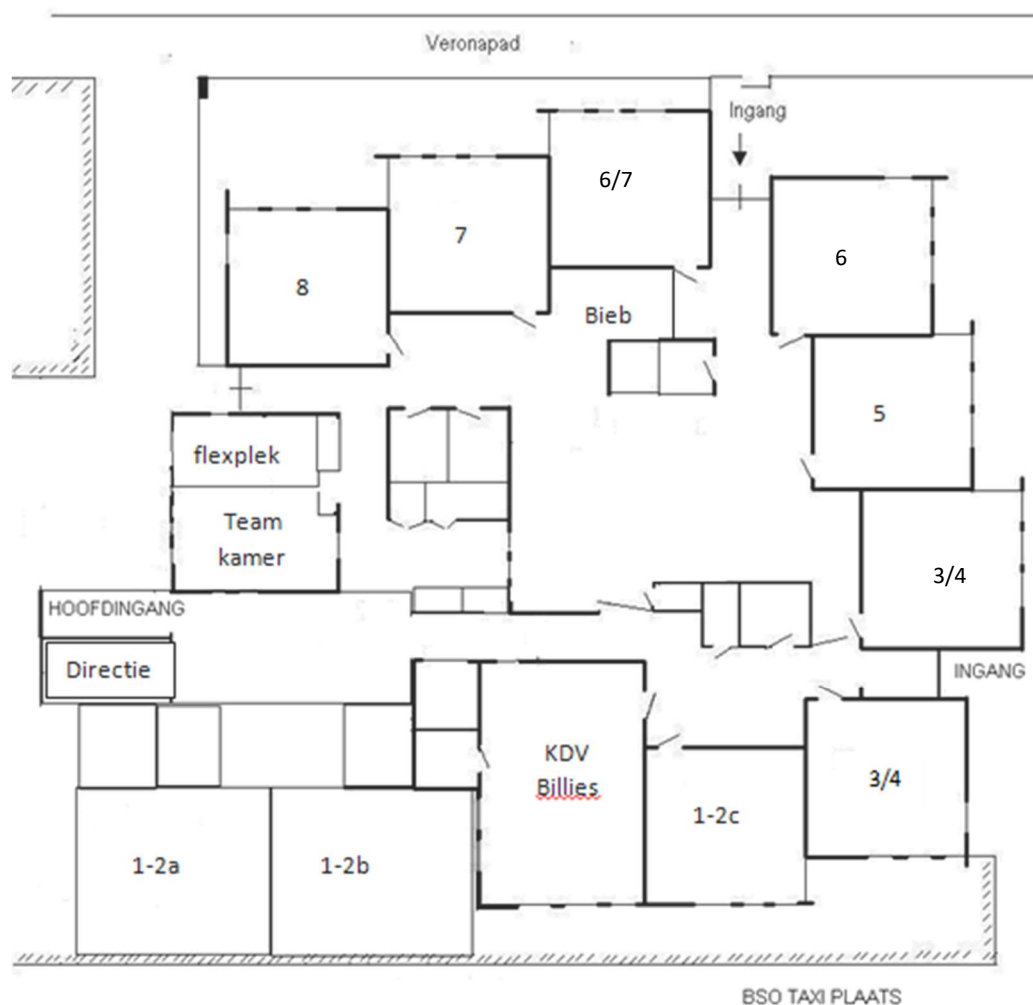 Veronapad
Ingang
6/7
7
6
8
Bieb
5
flexplek
Team
kamer
3/4
HOOFDINGANG
Directie
INGANG
KDV
Billies
3/4
1-2c
1-2a
1-2b
BSO TAXI PLAATS